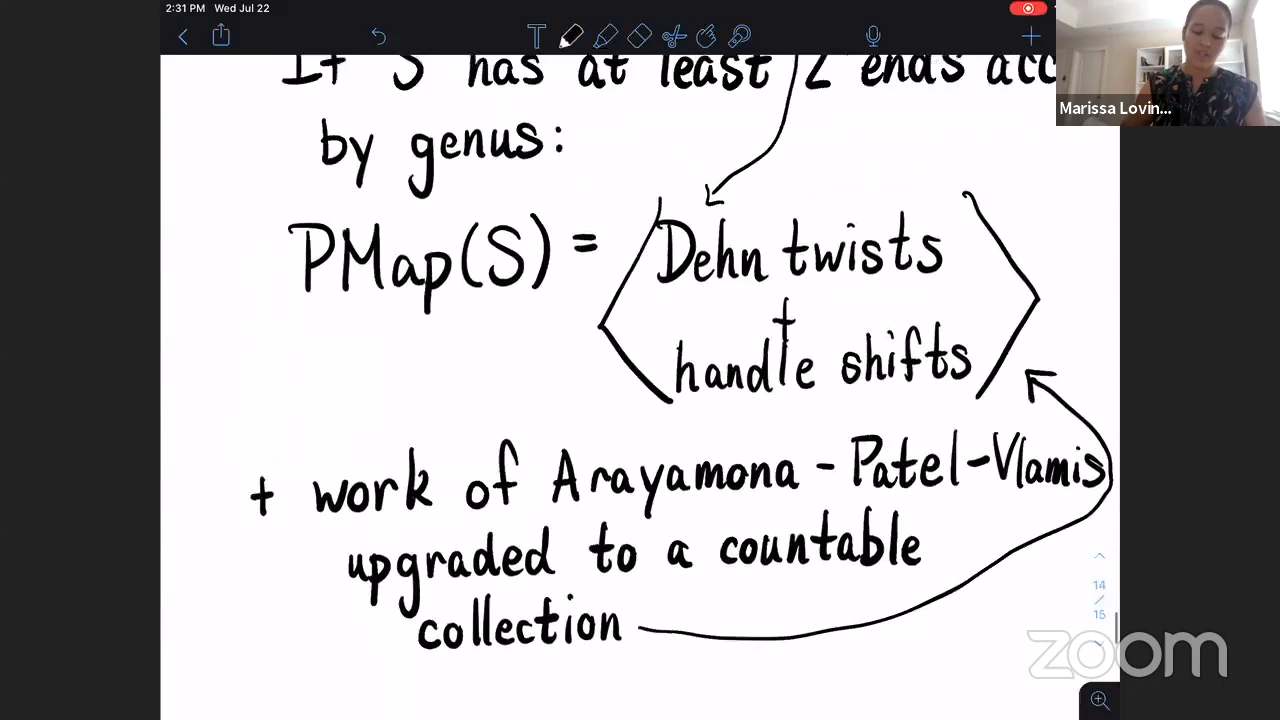 2:31 PM Wed Jul 22
Marissa Lovin...
If S has at least 2 ends acc
by genus:
PMap(S) = ⟨ Dehn twists
+
handle shifts ⟩
+ work of Arayamona - Patel - Vlamis
upgraded to a countable
collection
14
/
15
zoom